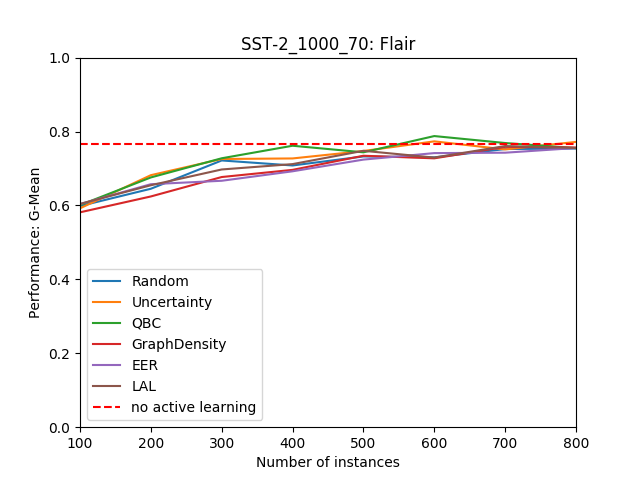 SST-2_1000_70: Flair
1.0
0.8
0.6
0.4
0.2
0.0
Performance: G-Mean
Random
Uncertainty
QBC
GraphDensity
EER
LAL
no active learning
100 200 300 400 500 600 700 800
Number of instances